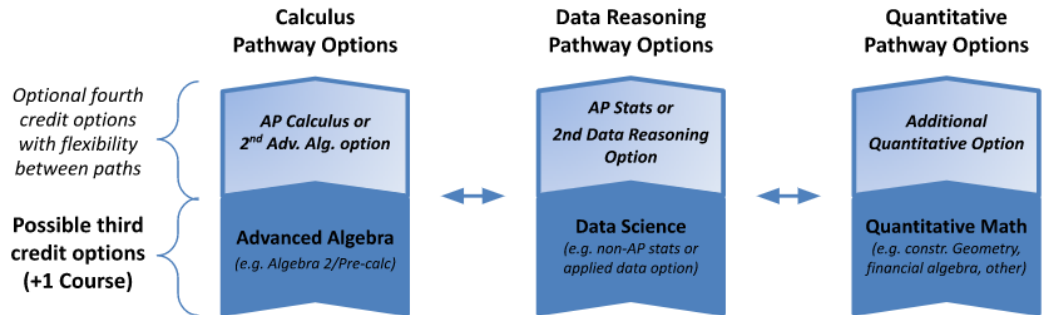 Calculus
Pathway Options
Data Reasoning
Pathway Options
Quantitative
Pathway Options
Optional fourth
credit options
with flexibility
between paths
AP Calculus or
2nd Adv. Alg. option
AP Stats or
2nd Data Reasoning
Option
Additional
Quantitative Option
Possible third
credit options
(+1 Course)
Advanced Algebra
(e.g. Algebra 2/Pre-calc)
Data Science
(e.g. non-AP stats or
applied data option)
Quantitative Math
(e.g. constr. Geometry,
financial algebra, other)